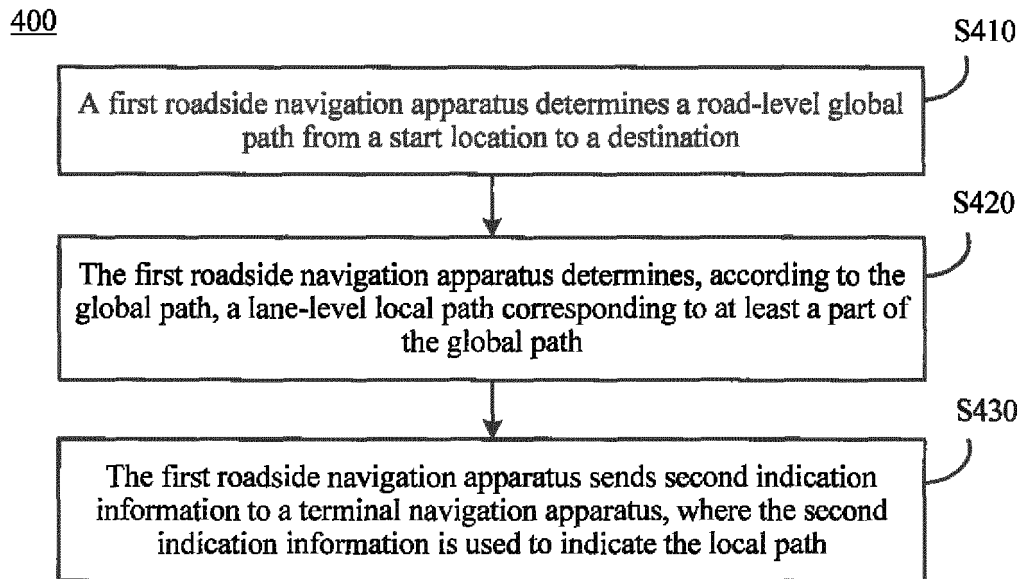 400
S410
A first roadside navigation apparatus determines a road-level global
path from a start location to a destination
S420
The first roadside navigation apparatus determines, according to the
global path, a lane-level local path corresponding to at least a part of
the global path
S430
The first roadside navigation apparatus sends second indication
information to a terminal navigation apparatus, where the second
indication information is used to indicate the local path